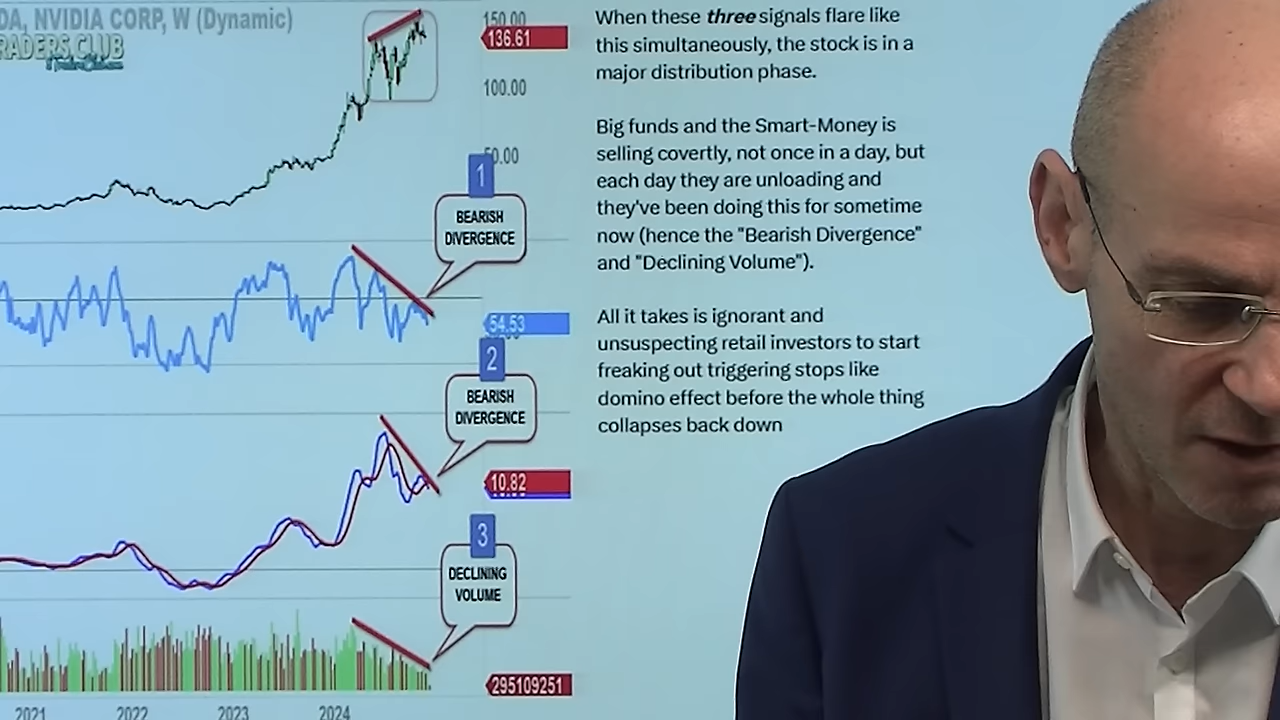 DA, NVIDIA CORP, W (Dynamic)
RADERS CLUB
150.00
136.61
100.00
50.00
1
BEARISH
DIVERGENCE
54.53
2
BEARISH
DIVERGENCE
10.82
3
DECLINING
VOLUME
295109251
2021
2022
2023
2024
When these three signals flare like
this simultaneously, the stock is in a
major distribution phase.
Big funds and the Smart-Money is
selling covertly, not once in a day, but
each day they are unloading and
they've been doing this for sometime
now (hence the "Bearish Divergence"
and "Declining Volume").
All it takes is ignorant and
unsuspecting retail investors to start
freaking out triggering stops like
domino effect before the whole thing
collapses back down